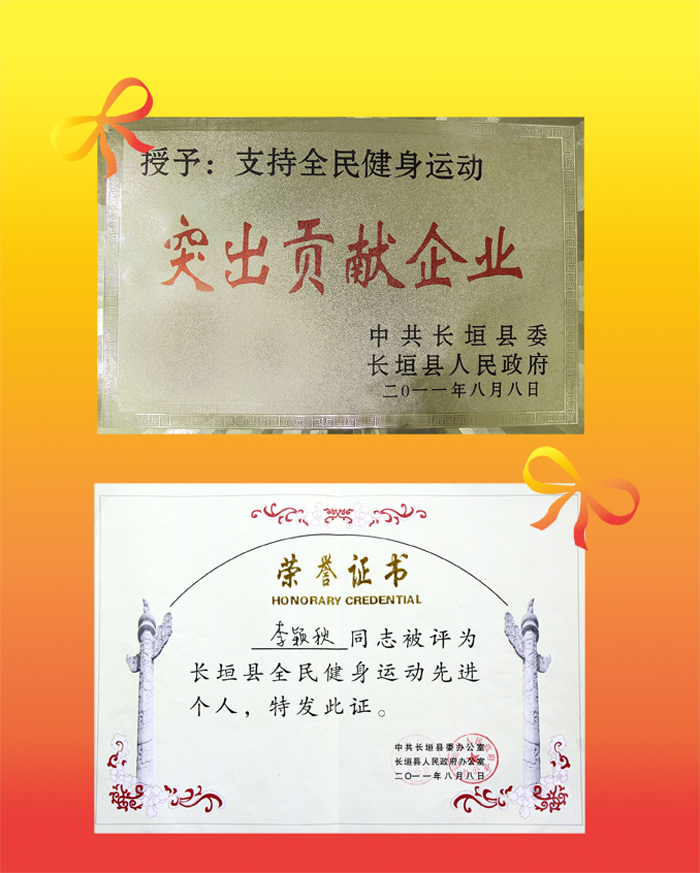 授予：支持全民健身运动
突出贡献企业
中共长垣县委
长垣县人民政府
二〇一一年八月八日
荣誉证书
HONORARY CREDENTIAL
李颖秋 同志被评为
长垣县全民健身运动先进
个人，特发此证。
中共长垣县委办公室
长垣县人民政府办公室
二〇一一年八月八日